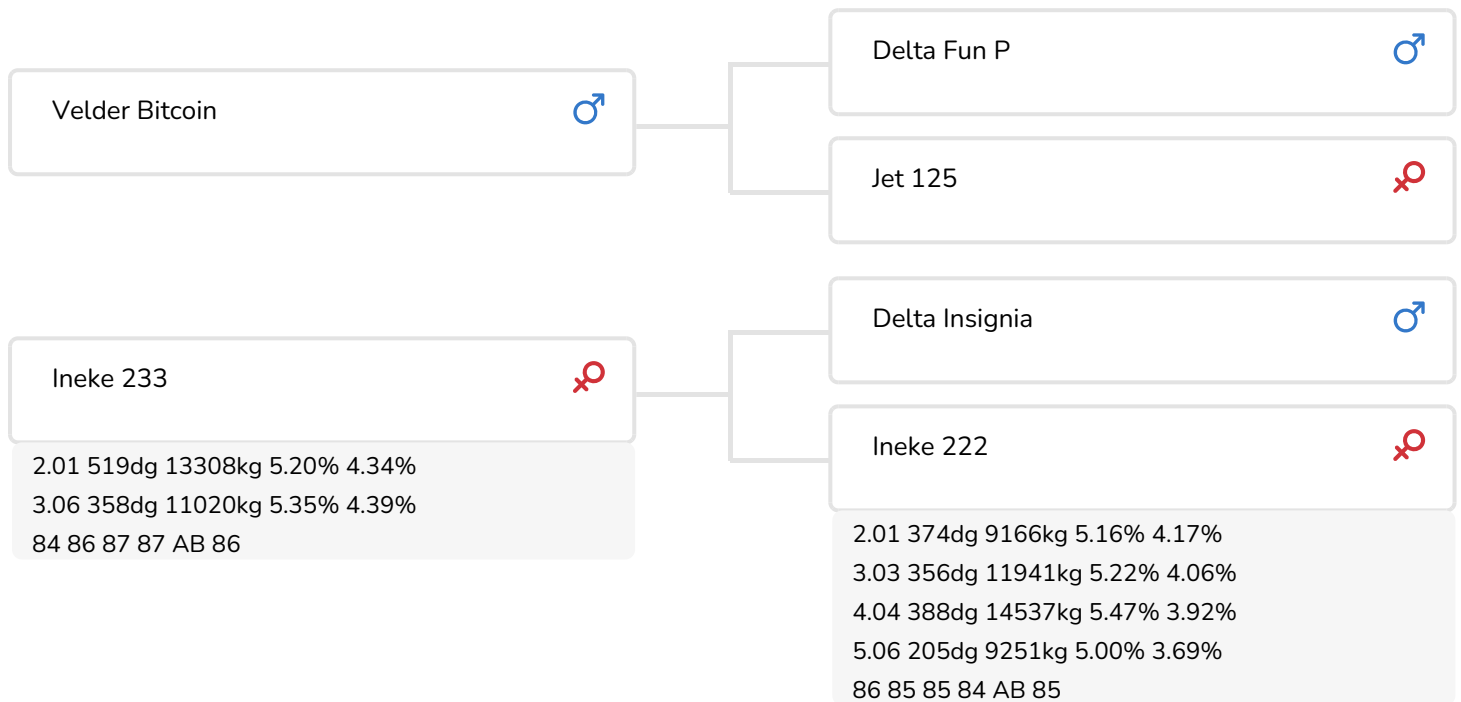 Delta Fun P
Velder Bitcoin
Jet 125
Delta Insignia
Ineke 233
2.01 519dg 13308kg 5.20% 4.34%
3.06 358dg 11020kg 5.35% 4.39%
84 86 87 87 AB 86
Ineke 222
2.01 374dg 9166kg 5.16% 4.17%
3.03 356dg 11941kg 5.22% 4.06%
4.04 388dg 14537kg 5.47% 3.92%
5.06 205dg 9251kg 5.00% 3.69%
86 85 85 84 AB 85